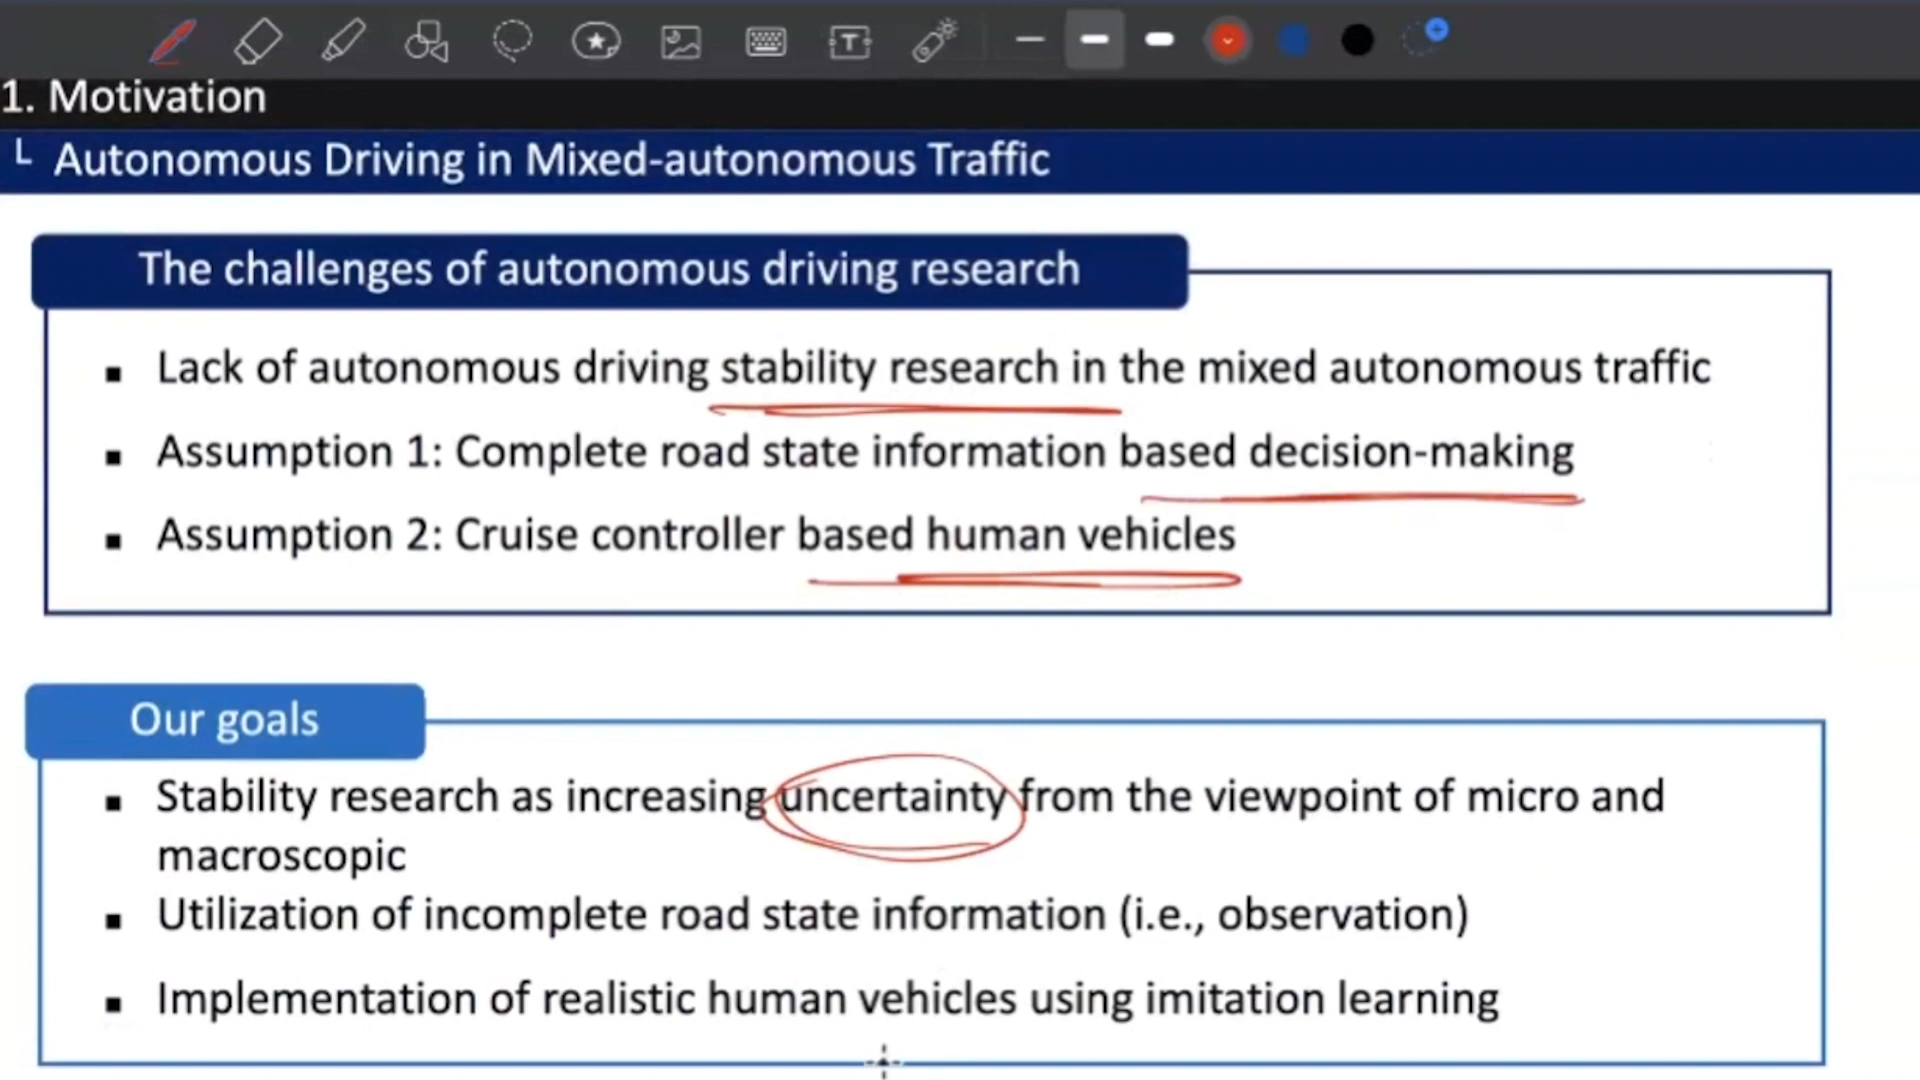 1. Motivation
└ Autonomous Driving in Mixed-autonomous Traffic
The challenges of autonomous driving research
▪ Lack of autonomous driving stability research in the mixed autonomous traffic
▪ Assumption 1: Complete road state information based decision-making
▪ Assumption 2: Cruise controller based human vehicles
Our goals
▪ Stability research as increasing uncertainty from the viewpoint of micro and
macroscopic
▪ Utilization of incomplete road state information (i.e., observation)
▪ Implementation of realistic human vehicles using imitation learning